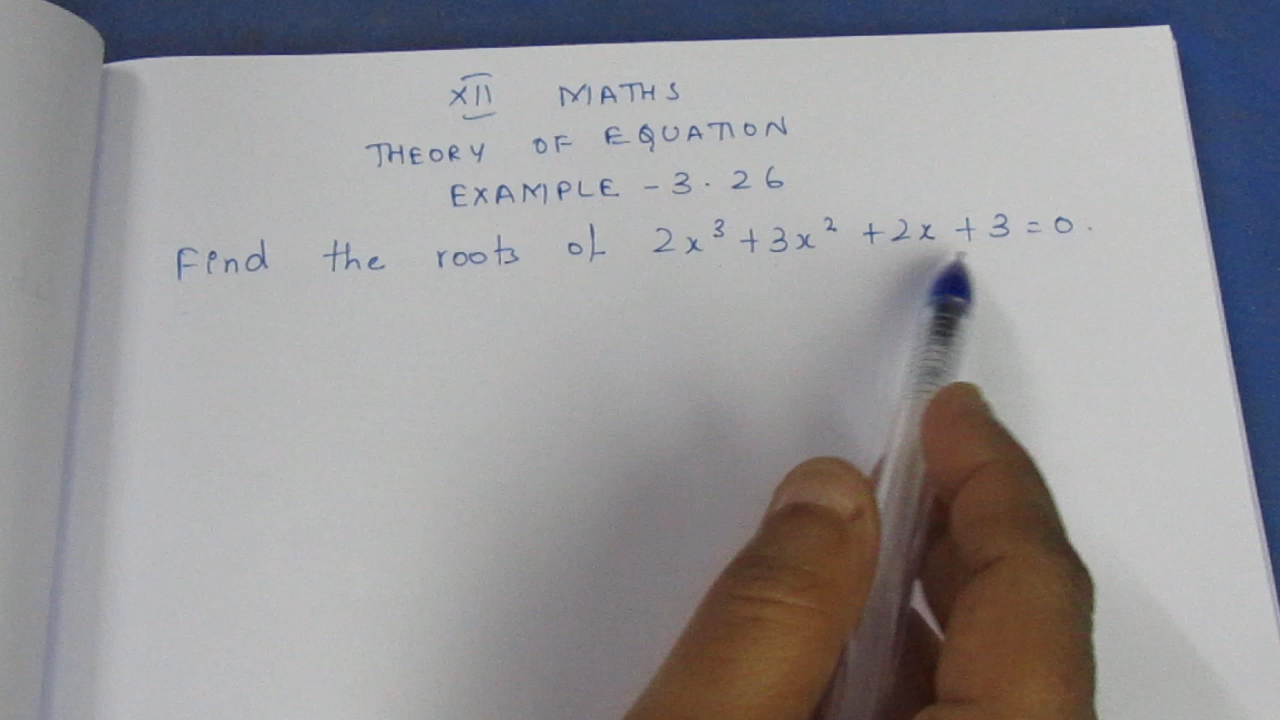 XII MATHS
THEORY OF EQUATION
EXAMPLE - 3.26
Find the roots of 2x³ + 3x² + 2x + 3 = 0.